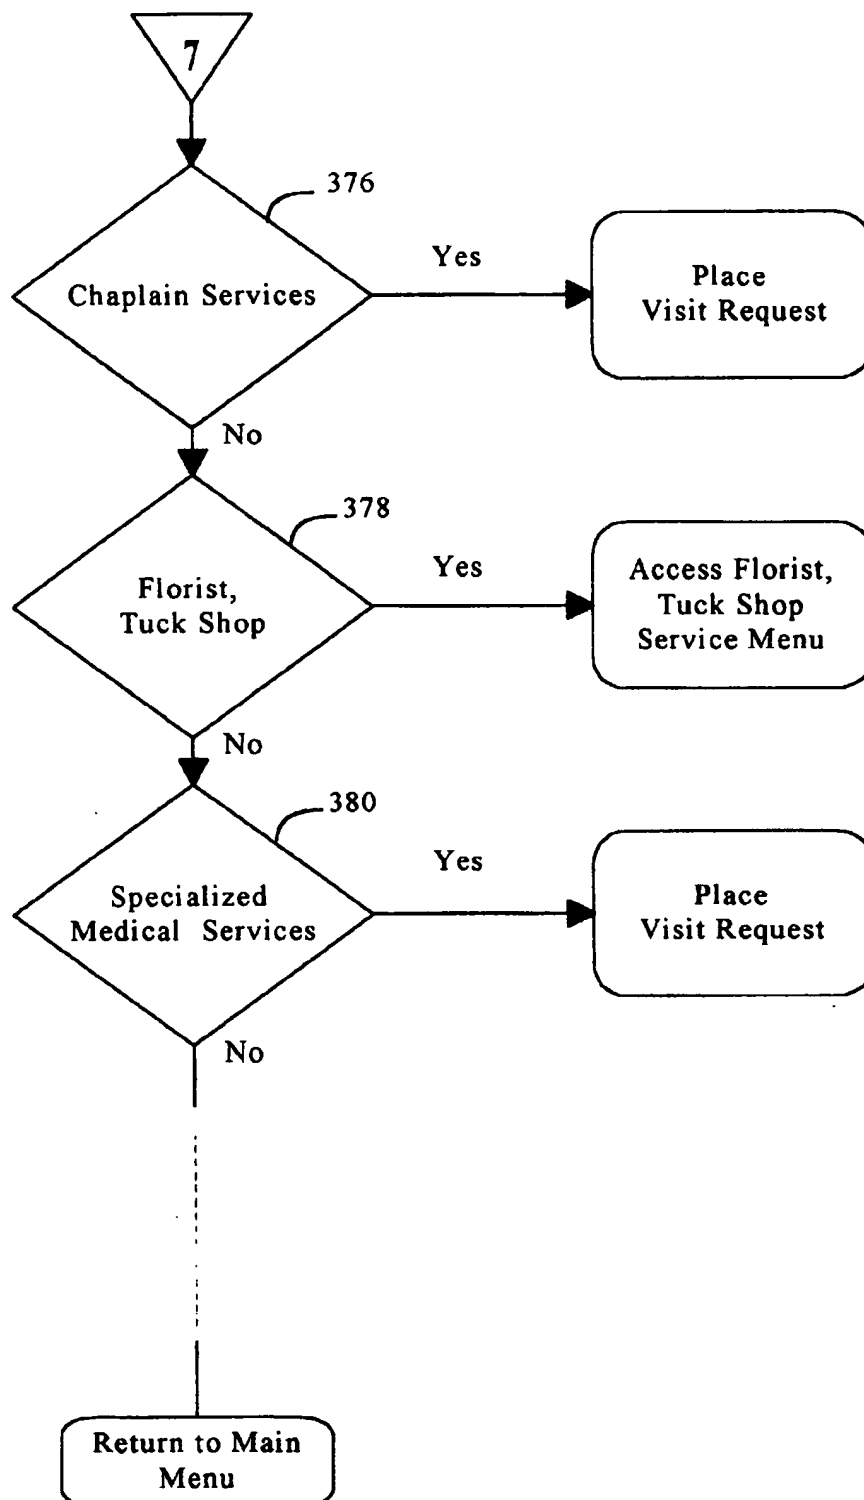 7
376
Chaplain Services
Yes
Place
Visit Request
No
378
Florist,
Tuck Shop
Yes
Access Florist,
Tuck Shop
Service Menu
No
380
Specialized
Medical Services
Yes
Place
Visit Request
No
Return to Main
Menu